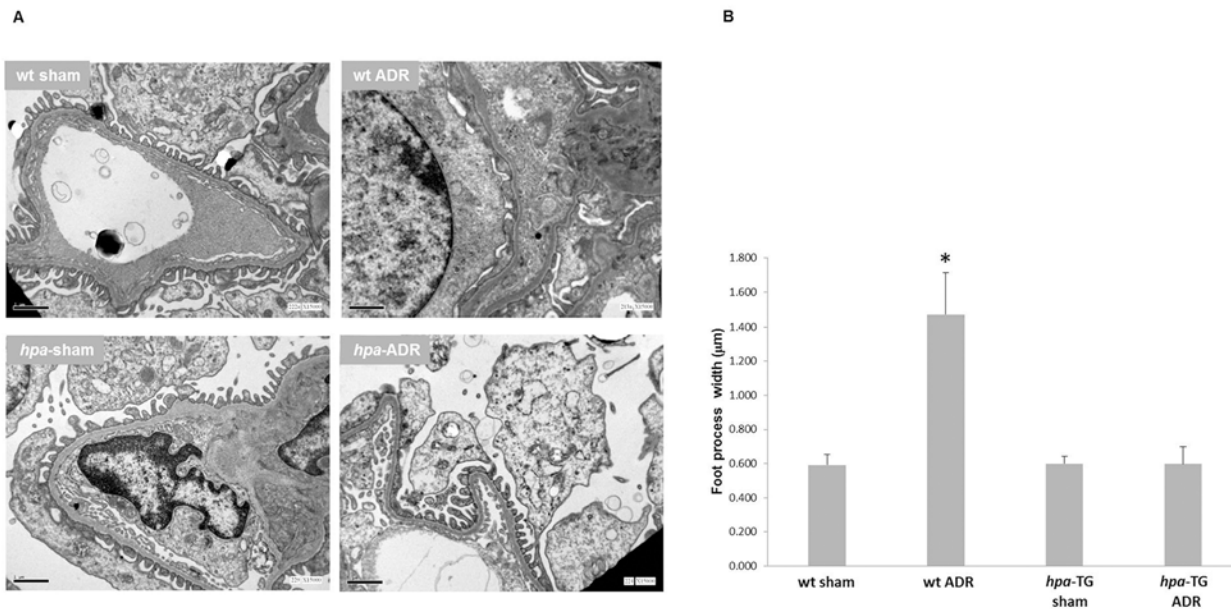 A
B
wt sham
wt ADR
hpa-sham
hpa-ADR
Foot process width (µm)
1.800
1.600
1.400
1.200
1.000
0.800
0.600
0.400
0.200
0.000
*
wt sham
wt ADR
hpa-TG
sham
hpa-TG
ADR